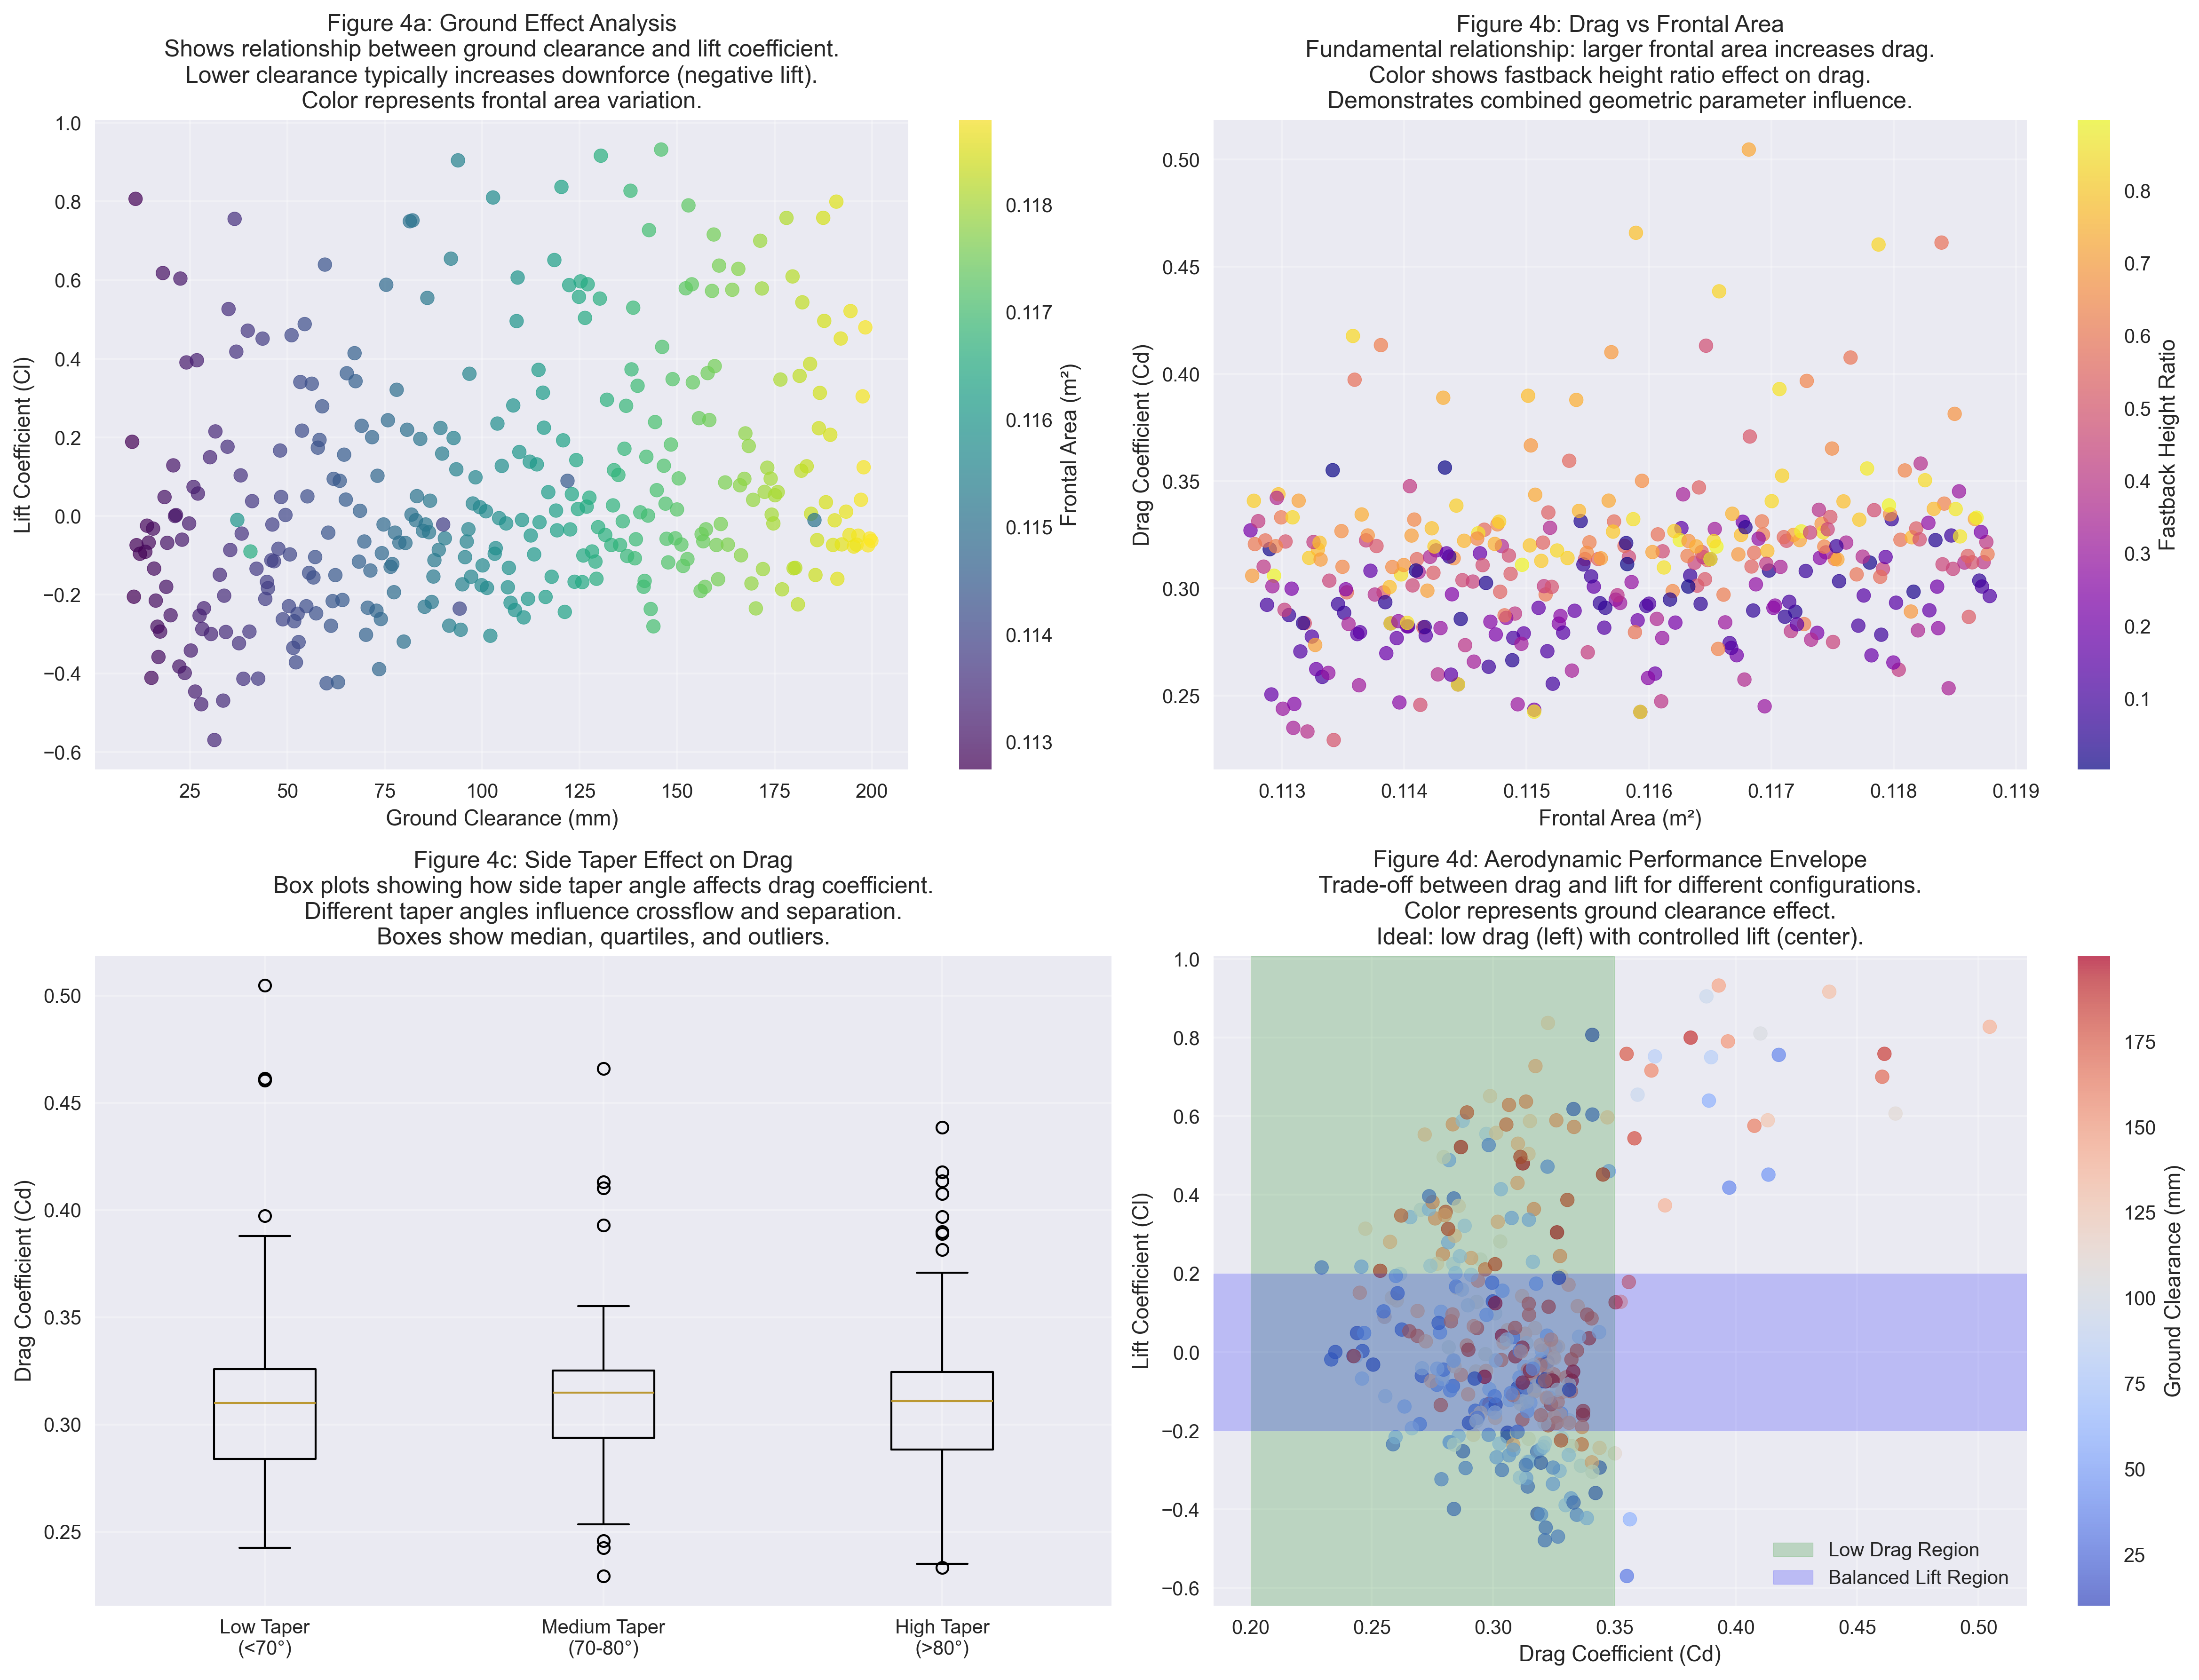 Figure 4a: Ground Effect Analysis
Shows relationship between ground clearance and lift coefficient.
Lower clearance typically increases downforce (negative lift).
Color represents frontal area variation.
1.0
0.8
0.6
0.4
0.2
0.0
−0.2
−0.4
−0.6
Lift Coefficient (Cl)
25 50 75 100 125 150 175 200
Ground Clearance (mm)
0.118
0.117
0.116
0.115
0.114
0.113
Frontal Area (m²)
Figure 4b: Drag vs Frontal Area
Fundamental relationship: larger frontal area increases drag.
Color shows fastback height ratio effect on drag.
Demonstrates combined geometric parameter influence.
0.50
0.45
0.40
0.35
0.30
0.25
Drag Coefficient (Cd)
0.113 0.114 0.115 0.116 0.117 0.118 0.119
Frontal Area (m²)
0.8
0.7
0.6
0.5
0.4
0.3
0.2
0.1
Fastback Height Ratio
Figure 4c: Side Taper Effect on Drag
Box plots showing how side taper angle affects drag coefficient.
Different taper angles influence crossflow and separation.
Boxes show median, quartiles, and outliers.
0.50
0.45
0.40
0.35
0.30
0.25
Drag Coefficient (Cd)
Low Taper
(<70°)
Medium Taper
(70-80°)
High Taper
(>80°)
Figure 4d: Aerodynamic Performance Envelope
Trade-off between drag and lift for different configurations.
Color represents ground clearance effect.
Ideal: low drag (left) with controlled lift (center).
1.0
0.8
0.6
0.4
0.2
0.0
−0.2
−0.4
−0.6
Lift Coefficient (Cl)
Low Drag Region
Balanced Lift Region
0.20 0.25 0.30 0.35 0.40 0.45 0.50
Drag Coefficient (Cd)
175
150
125
100
75
50
25
Ground Clearance (mm)